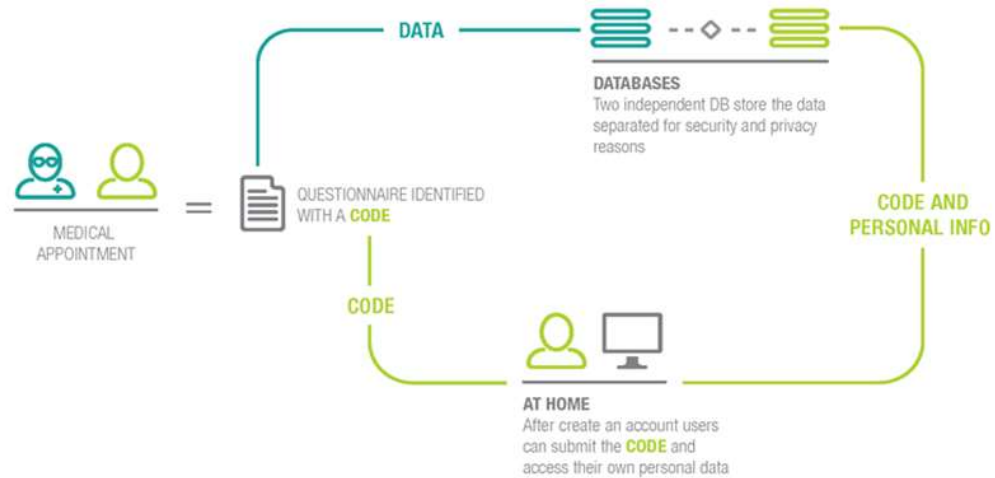 DATA
DATABASES
Two independent DB store the data
separated for security and privacy
reasons
MEDICAL
APPOINTMENT
QUESTIONNAIRE IDENTIFIED
WITH A CODE
CODE AND
PERSONAL INFO
CODE
AT HOME
After create an account users
can submit the CODE and
access their own personal data